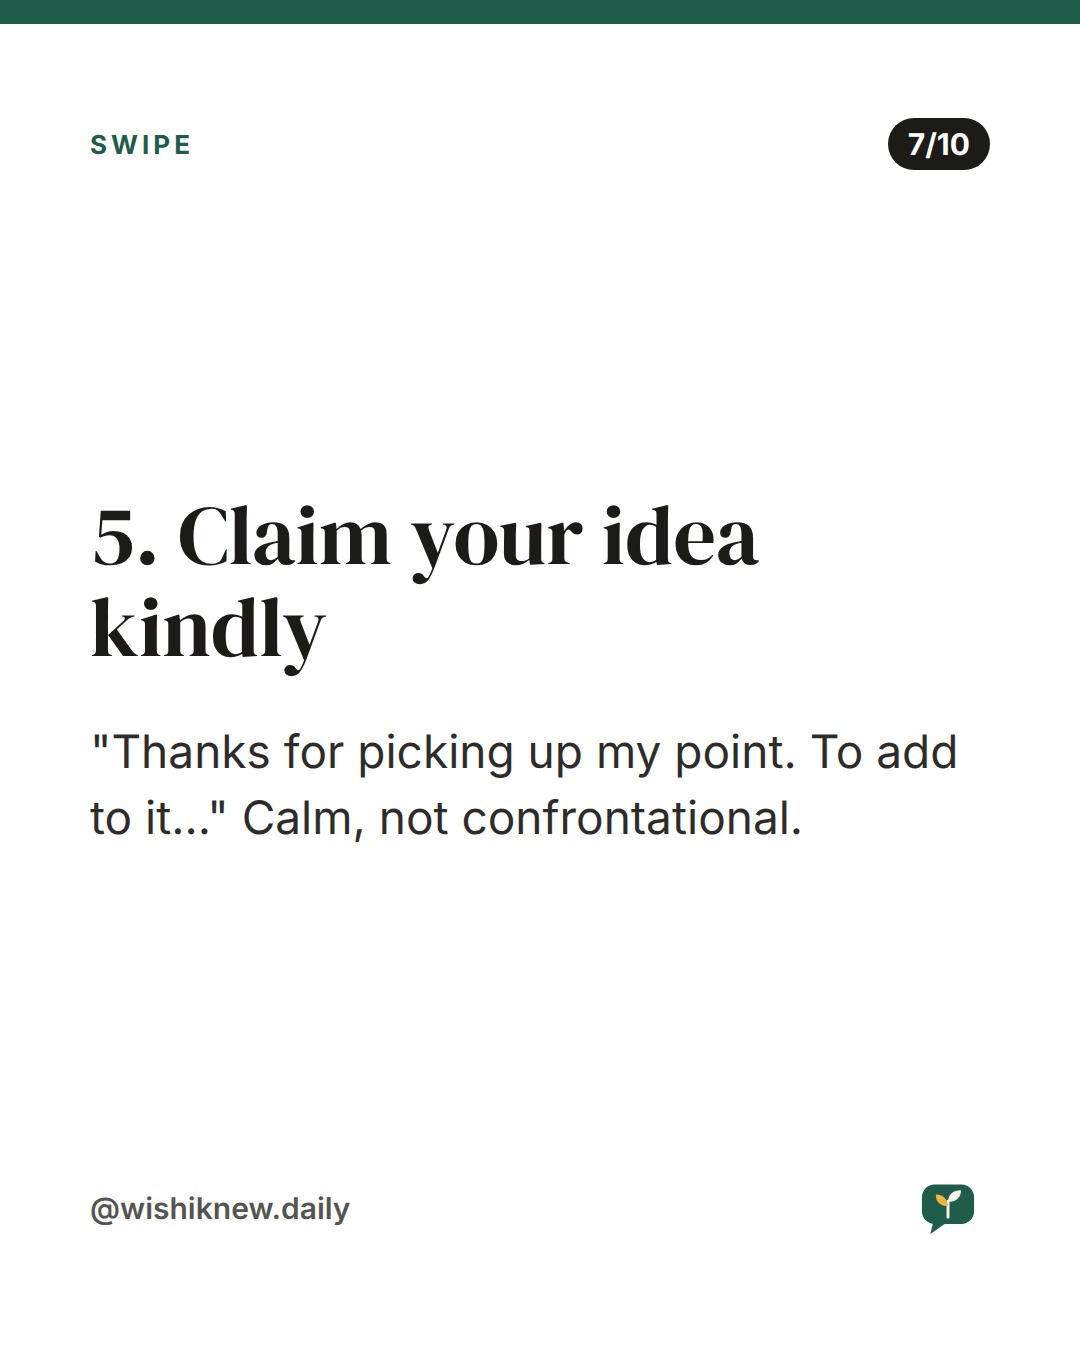 SWIPE
7/10
5. Claim your idea
kindly
"Thanks for picking up my point. To add
to it..." Calm, not confrontational.
@wishiknew.daily